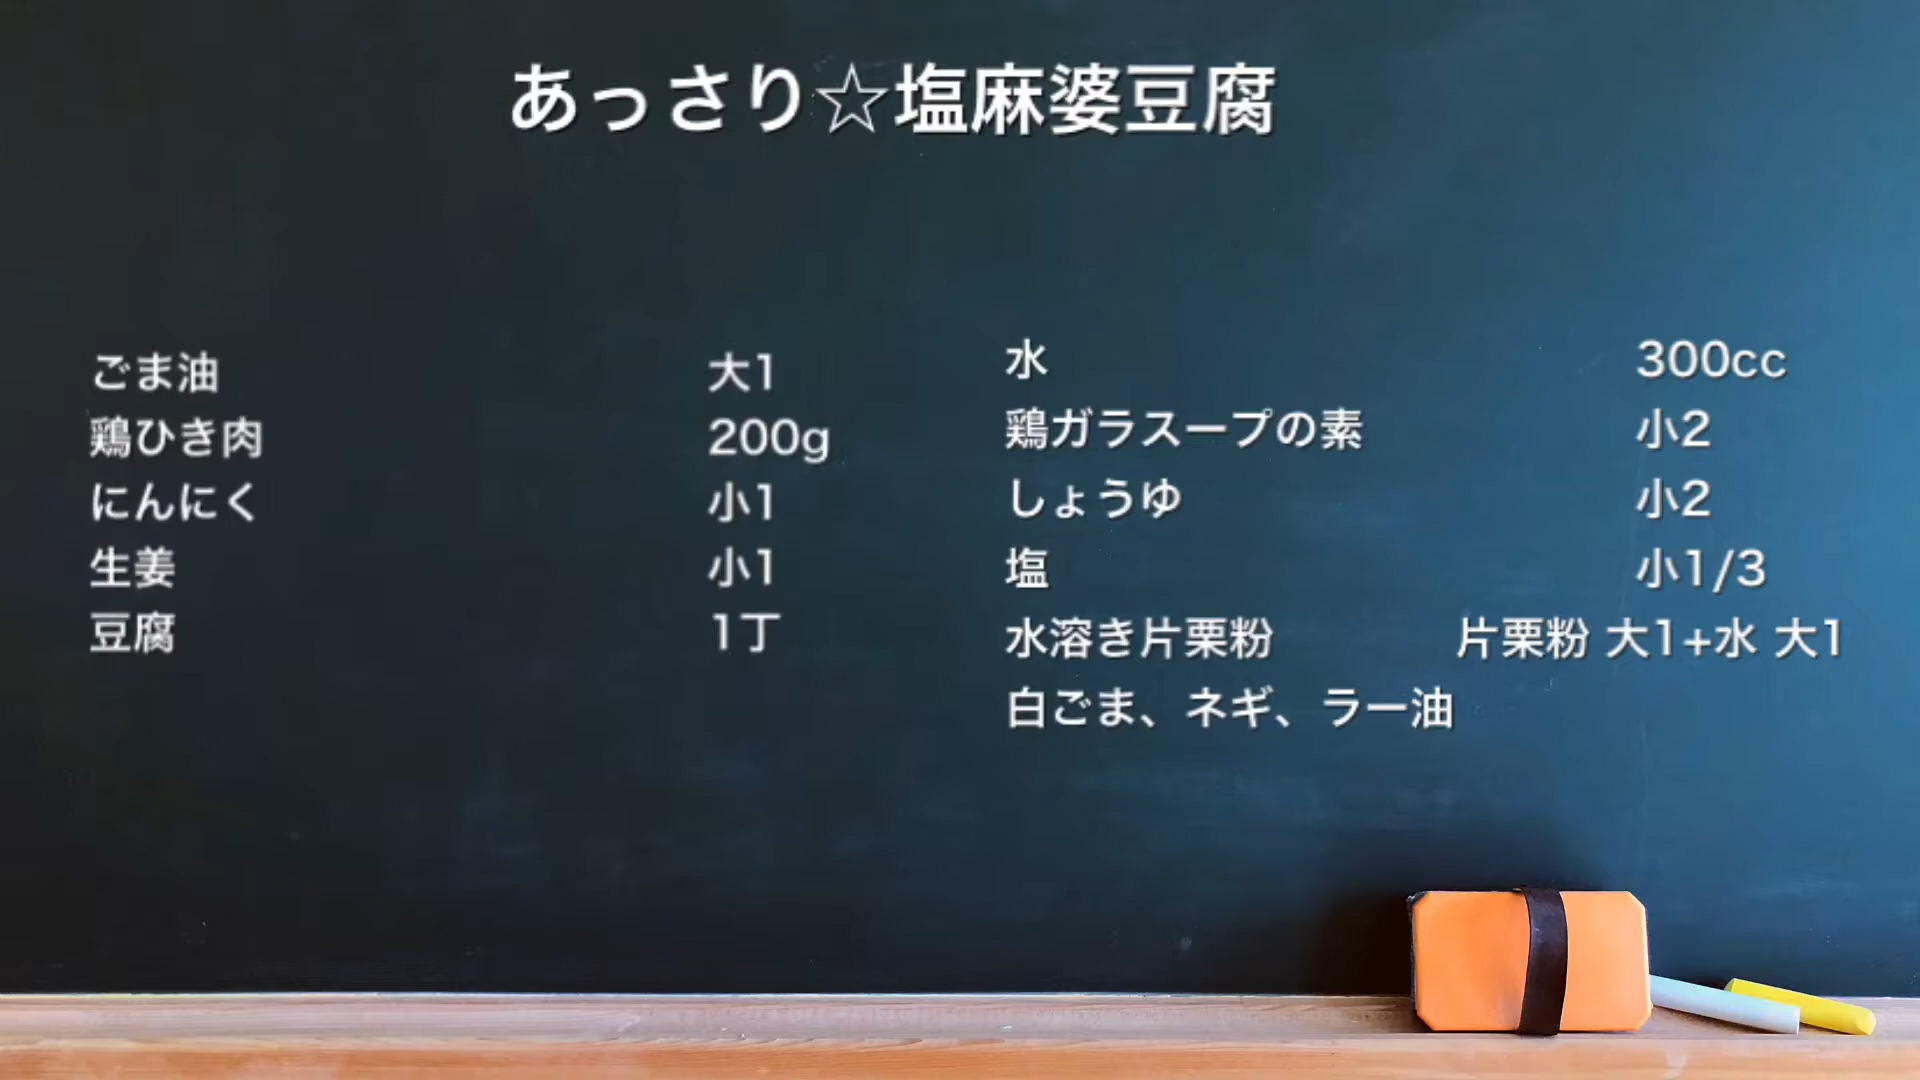 あっさり☆塩麻婆豆腐
ごま油 大1
鶏ひき肉 200g
にんにく 小1
生姜 小1
豆腐 1丁
水 300cc
鶏ガラスープの素 小2
しょうゆ 小2
塩 小1/3
水溶き片栗粉 片栗粉 大1+水 大1
白ごま、ネギ、ラー油